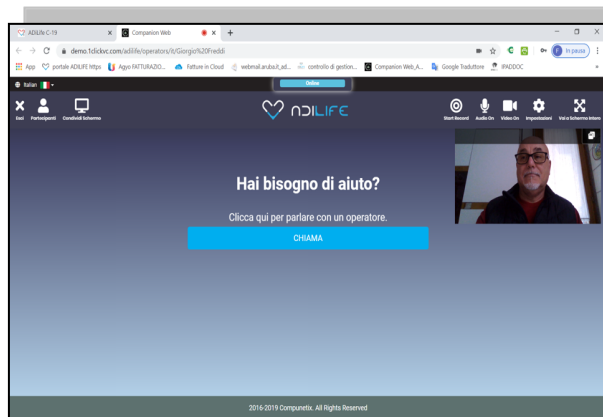 ADiLife C-19
Companion Web
demo.1clickvc.com/adilife/operators/it/Giorgio%20Freddi
In pausa
App
portale ADILIFE https
Agyo FATTURAZIO...
Fatture in Cloud
webmail.aruba.it_ad...
controllo di gestion...
Companion Web_A...
Google Traduttore
IPADDOC
Italian
Online
Esci
Partecipanti
Condividi Schermo
ADILIFE
Start Record
Audio On
Video On
Impostazioni
Vai a Schermo Intero
Hai bisogno di aiuto?
Clicca qui per parlare con un operatore.
CHIAMA
2016-2019 Compunetix. All Rights Reserved